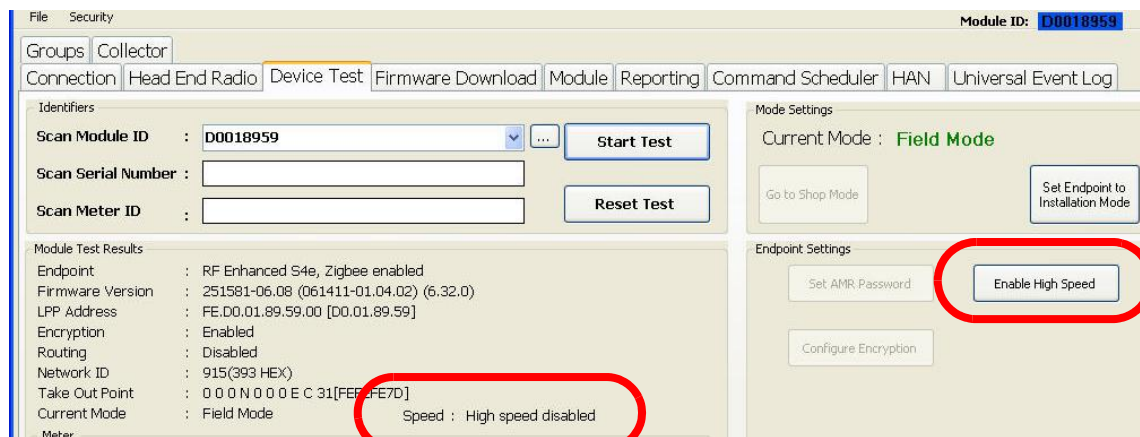 File Security
Module ID: D0018959
Groups Collector
Connection Head End Radio Device Test Firmware Download Module Reporting Command Scheduler HAN Universal Event Log
Identifiers
Scan Module ID : D0018959 ... Start Test
Scan Serial Number :
Scan Meter ID : Reset Test
Mode Settings
Current Mode : Field Mode
Go to Shop Mode
Set Endpoint to
Installation Mode
Module Test Results
Endpoint : RF Enhanced S4e, Zigbee enabled
Firmware Version : 251581-06.08 (061411-01.04.02) (6.32.0)
LPP Address : FE.D0.01.89.59.00 [D0.01.89.59]
Encryption : Enabled
Routing : Disabled
Network ID : 915(393 HEX)
Take Out Point : 0 0 0 N 0 0 0 E C
Current Mode : Field Mode Speed : High speed disabled
Meter
Endpoint Settings
Set AMR Password
Enable High Speed
Configure Encryption